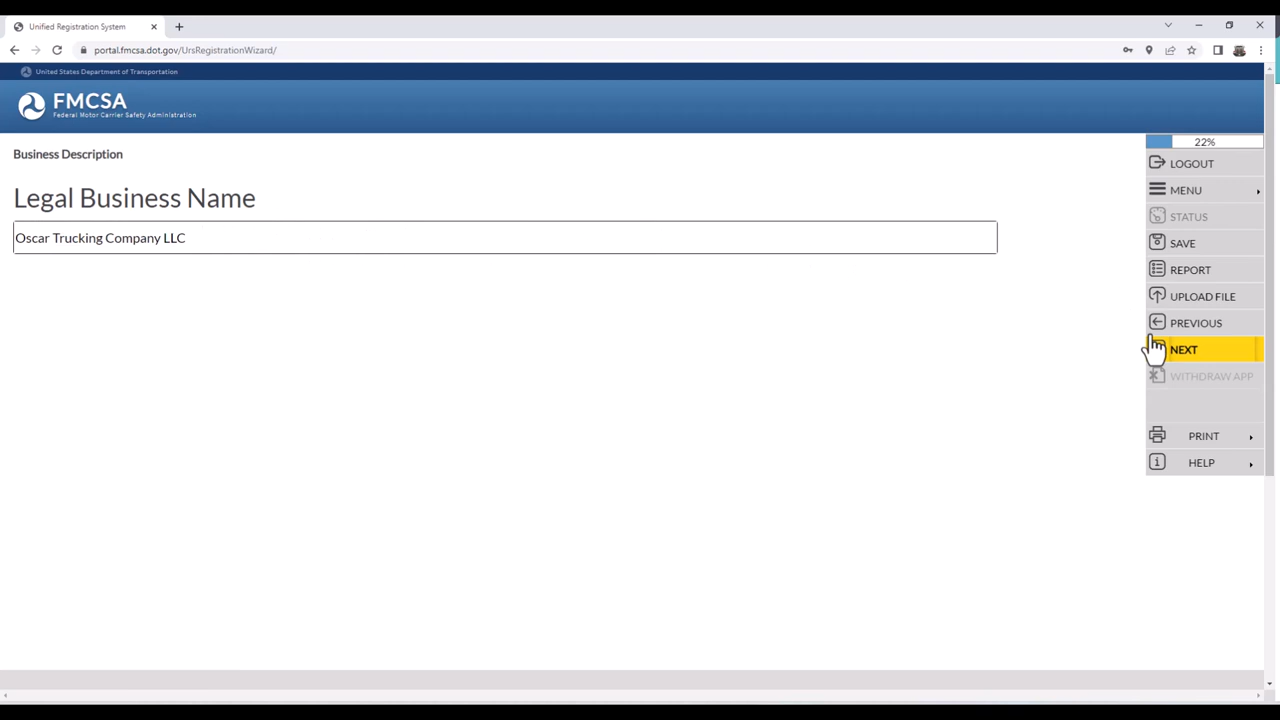 Unified Registration System
portal.fmcsa.dot.gov/UrsRegistrationWizard/
United States Department of Transportation
FMCSA
Federal Motor Carrier Safety Administration
Business Description
Legal Business Name
Oscar Trucking Company LLC
22%
LOGOUT
MENU
STATUS
SAVE
REPORT
UPLOAD FILE
PREVIOUS
NEXT
WITHDRAW APP
PRINT
HELP